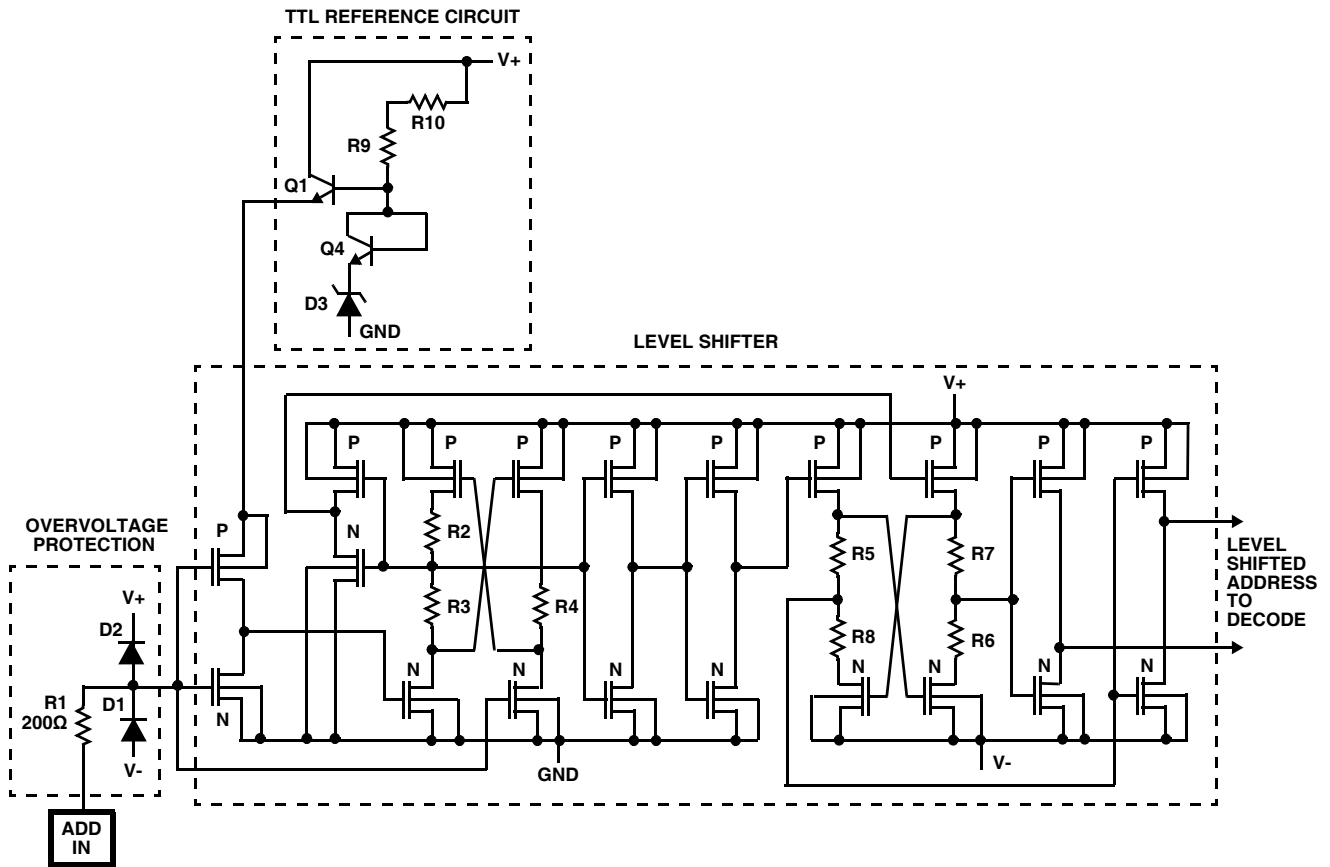 TTL REFERENCE CIRCUIT
V+
R10
R9
Q1
Q4
D3
GND
LEVEL SHIFTER
V+
P
P
P
P
P
P
P
P
P
OVERVOLTAGE
PROTECTION
P
N
R2
R5
R7
LEVEL
SHIFTED
ADDRESS
TO
DECODE
V+
D2
R3
R4
R8
R6
R1
200Ω
D1
N
N
N
N
N
N
N
N
N
V-
GND
V-
ADD
IN